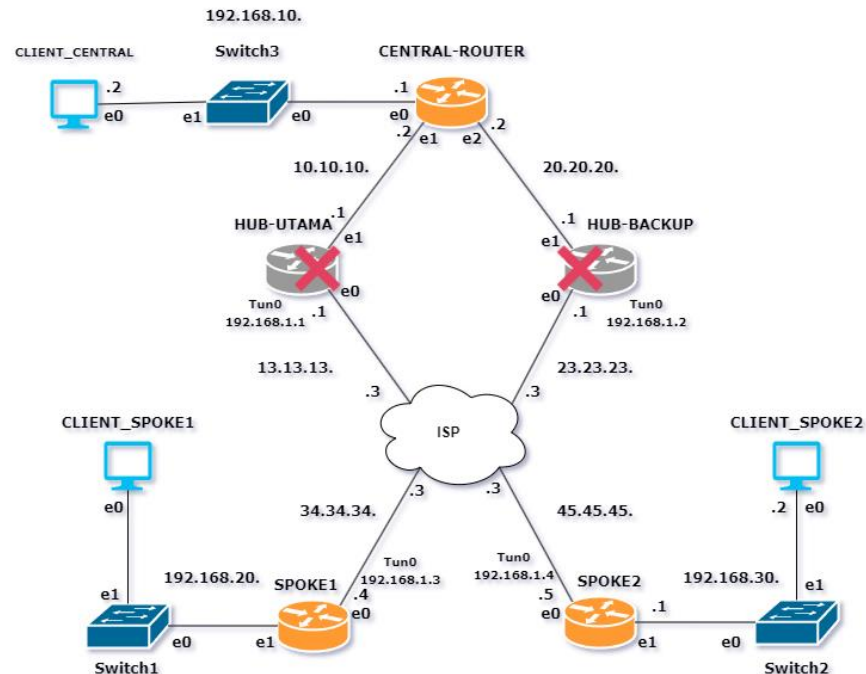 192.168.10.
Switch3
CENTRAL-ROUTER
CLIENT_CENTRAL
.2
e0
e1
e0
.1
e0
.2
e1
e2
.2
10.10.10.
20.20.20.
.1
HUB-UTAMA
e1
.1
HUB-BACKUP
e1
e0
Tun0
192.168.1.1
.1
e0
.1
Tun0
192.168.1.2
13.13.13.
23.23.23.
.3
.3
ISP
CLIENT_SPOKE1
CLIENT_SPOKE2
.3
.3
e0
34.34.34.
45.45.45.
.2
e0
Tun0
192.168.1.3
Tun0
192.168.1.4
e1
192.168.20.
SPOKE1
.4
e0
.5
e0
SPOKE2
.1
192.168.30.
e1
e0
e1
e1
e0
Switch1
Switch2